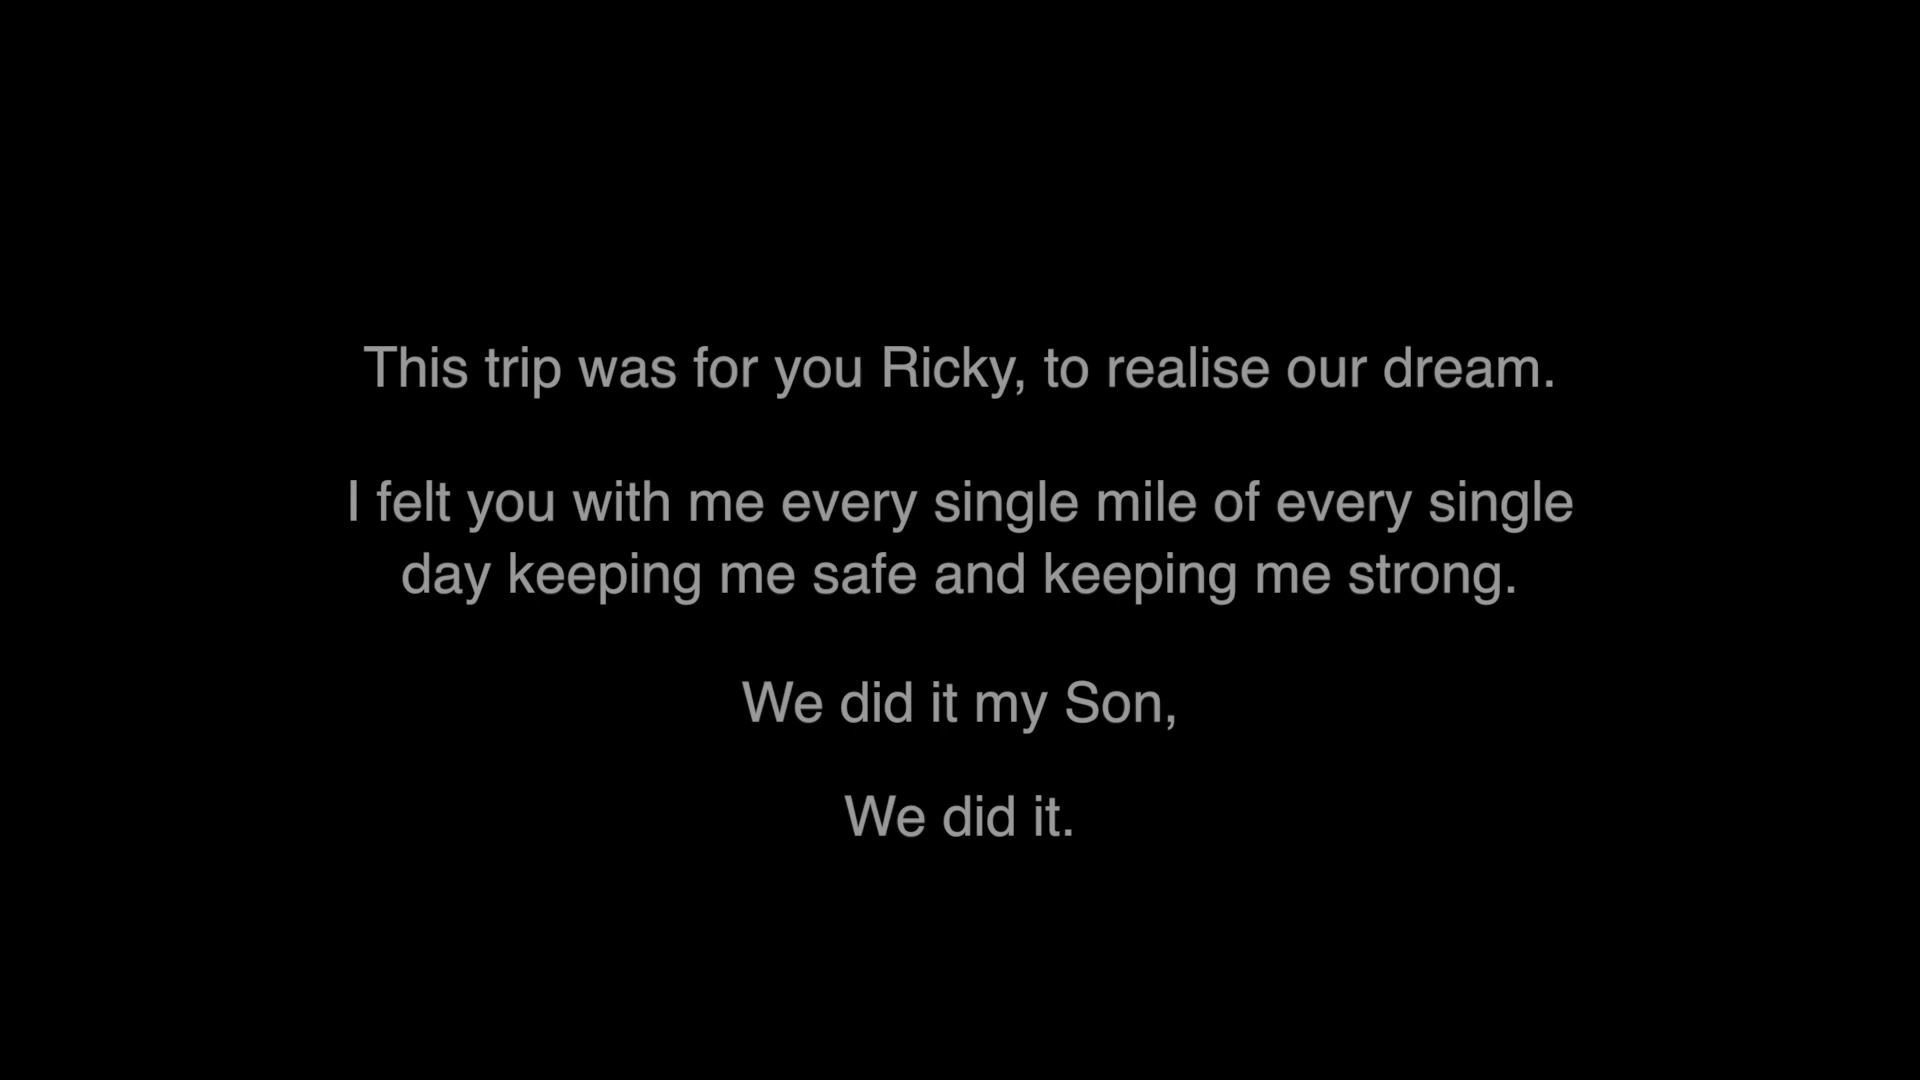 This trip was for you Ricky, to realise our dream.
I felt you with me every single mile of every single
day keeping me safe and keeping me strong.
We did it my Son,
We did it.